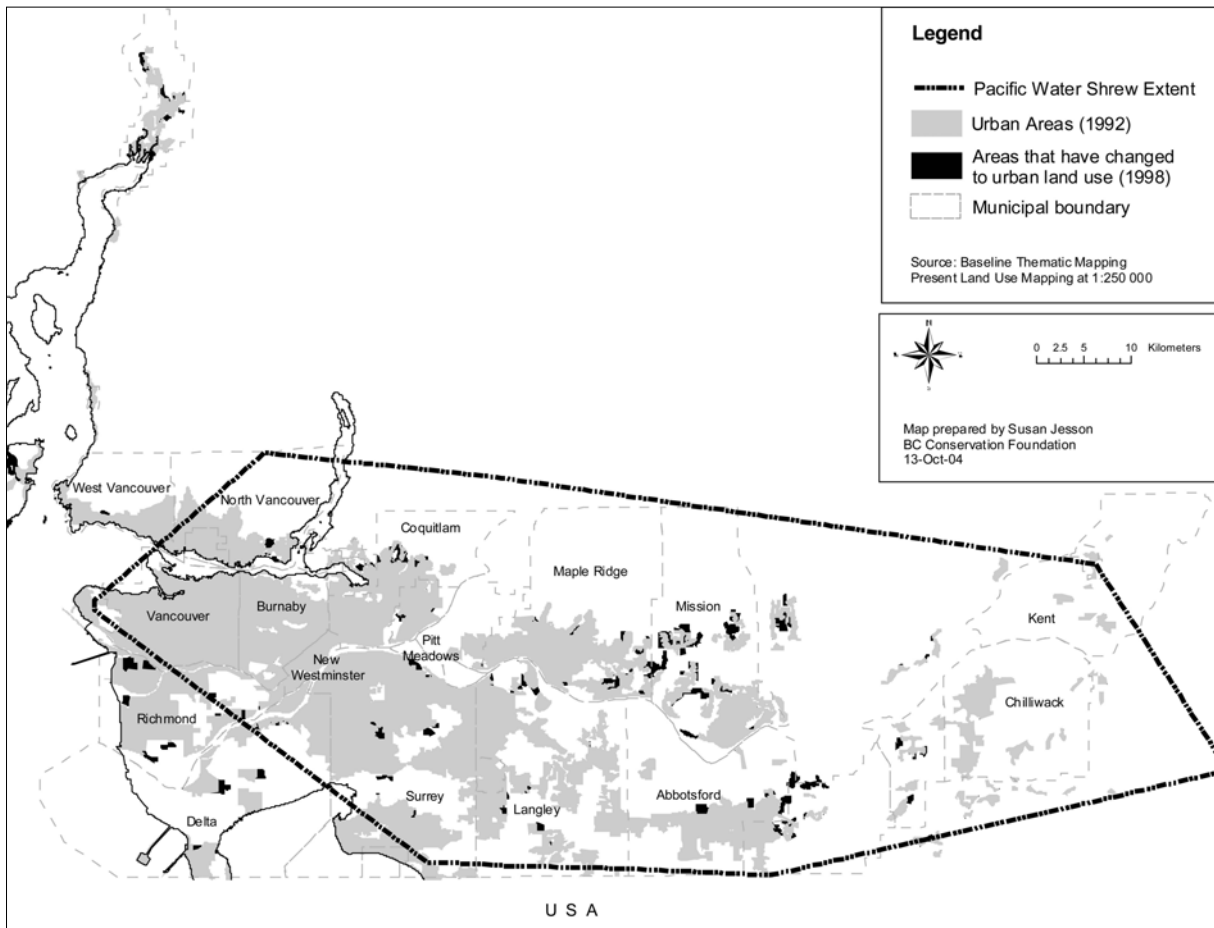 Legend
Pacific Water Shrew Extent
Urban Areas (1992)
Areas that have changed
to urban land use (1998)
Municipal boundary
Source: Baseline Thematic Mapping
Present Land Use Mapping at 1:250 000
N
0 2.5 5 10 Kilometers
Map prepared by Susan Jesson
BC Conservation Foundation
13-Oct-04
West Vancouver
North Vancouver
Coquitlam
Maple Ridge
Mission
Kent
Vancouver
Burnaby
Pitt
Meadows
New
Westminster
Richmond
Chilliwack
Surrey
Langley
Abbotsford
Delta
U S A